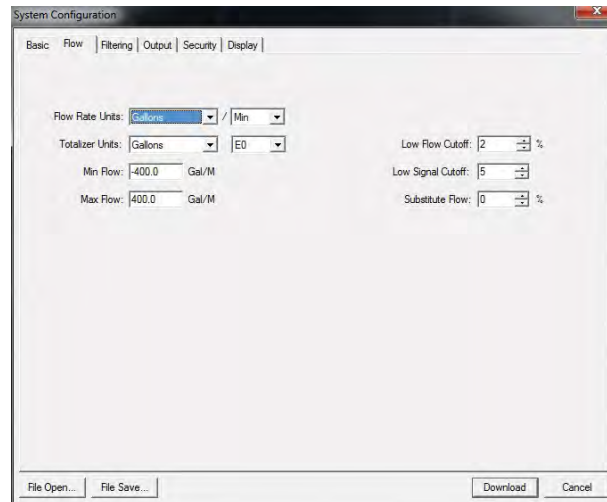 System Configuration
Basic Flow Filtering Output Security Display
Flow Rate Units: Gallons / Min
Totalizer Units: Gallons E0
Min Flow: -400.0 Gal/M
Max Flow: 400.0 Gal/M
Low Flow Cutoff: 2 %
Low Signal Cutoff: 5
Substitute Flow: 0 %
File Open... File Save... Download Cancel